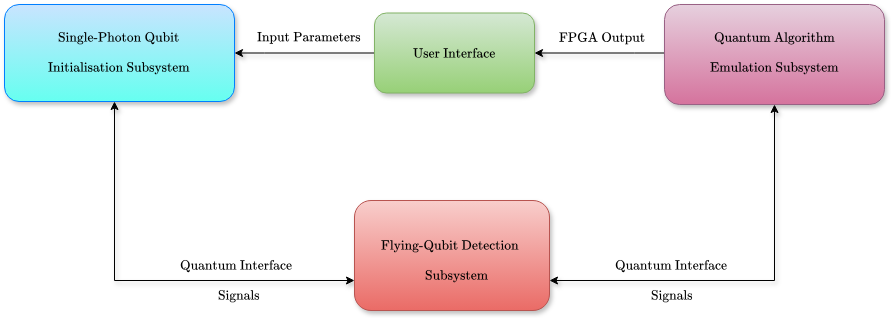 Single-Photon Qubit
Initialisation Subsystem
Input Parameters
User Interface
FPGA Output
Quantum Algorithm
Emulation Subsystem
Flying-Qubit Detection
Subsystem
Quantum Interface
Signals
Quantum Interface
Signals